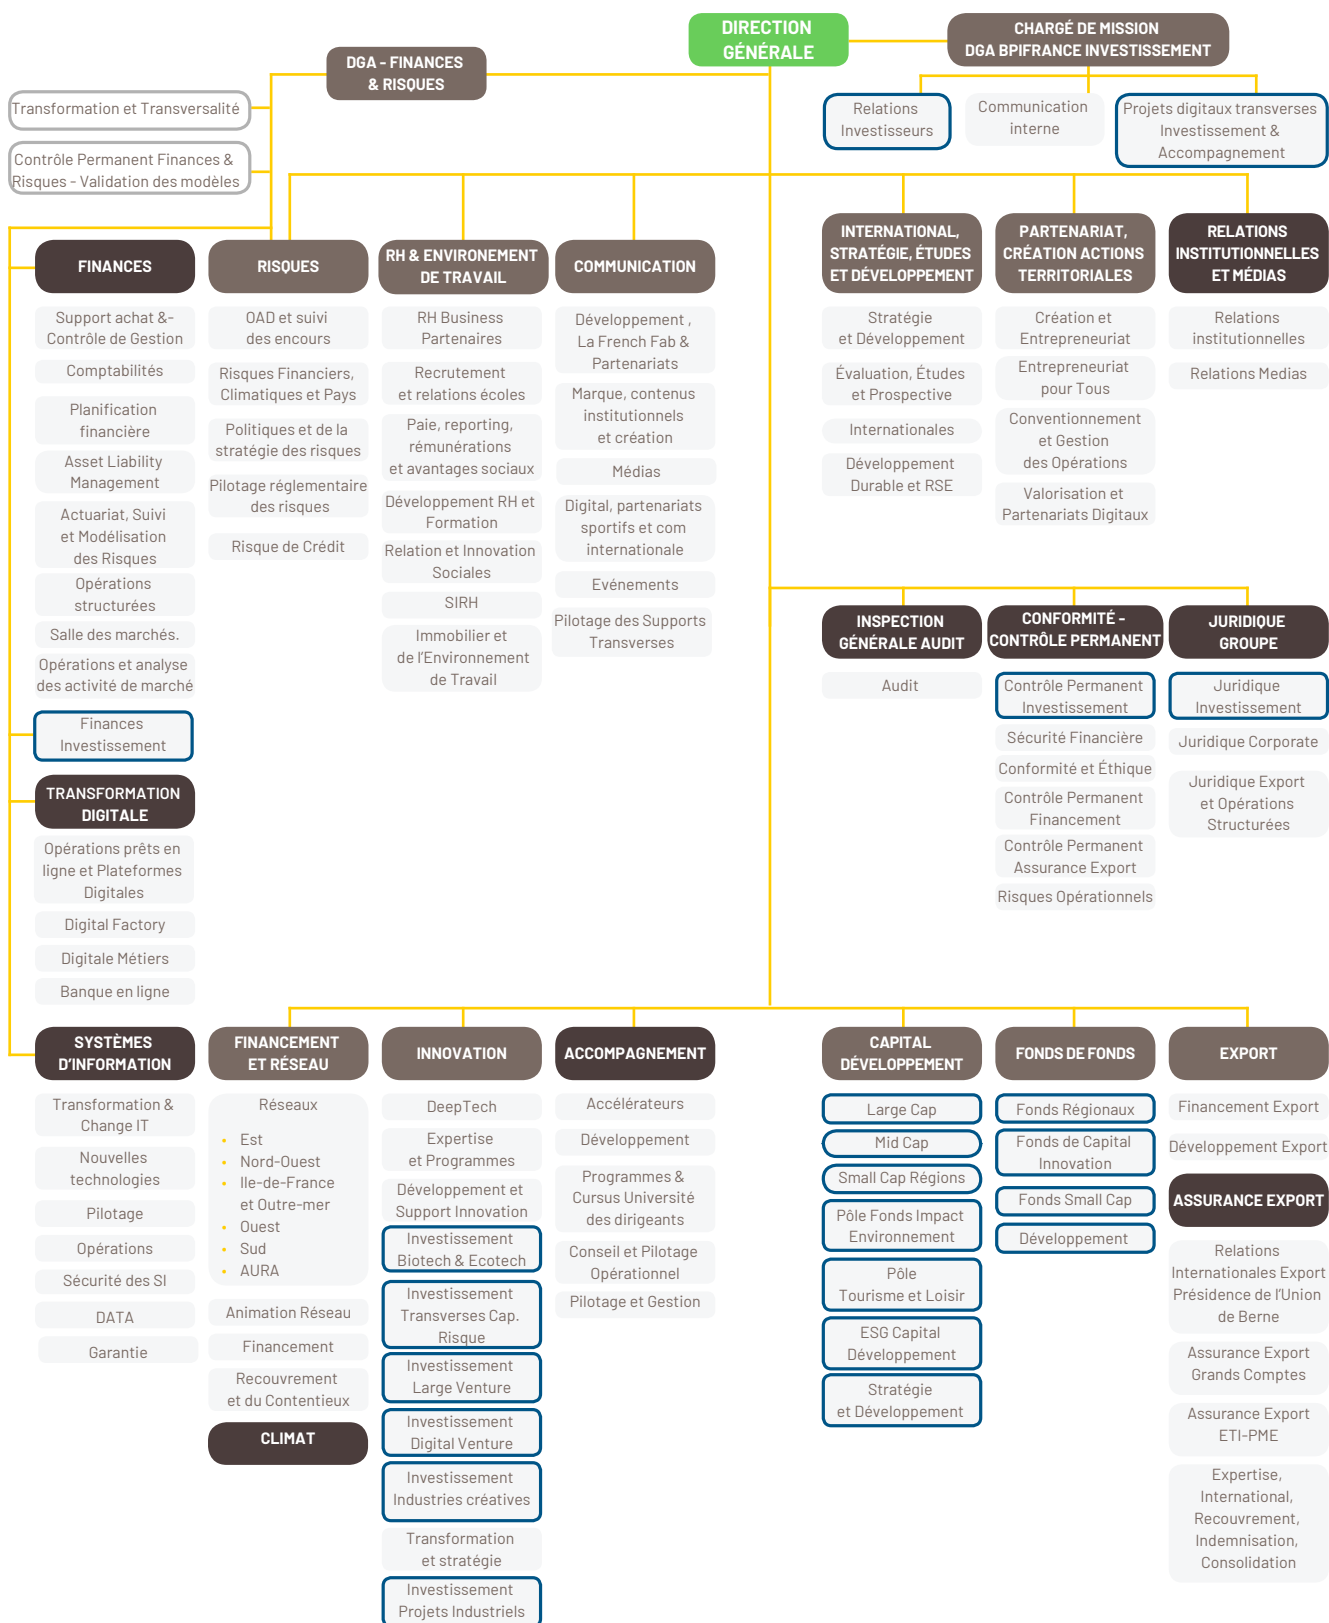 DIRECTION
GÉNÉRALE
CHARGÉ DE MISSION
DGA BPIFRANCE INVESTISSEMENT
DGA - FINANCES
& RISQUES
Relations
Investisseurs
Communication
interne
Projets digitaux transverses
Investissement &
Accompagnement
Transformation et Transversalité
Contrôle Permanent Finances &
Risques - Validation des modèles
FINANCES
Support achat &-
Contrôle de Gestion
Comptabilités
Planification
financière
Asset Liability
Management
Actuariat, Suivi
et Modélisation
des Risques
Opérations
structurées
Salle des marchés.
Opérations et analyse
des activité de marché
Finances
Investissement
TRANSFORMATION
DIGITALE
Opérations prêts en
ligne et Plateformes
Digitales
Digital Factory
Digitale Métiers
Banque en ligne
RISQUES
OAD et suivi
des encours
Risques Financiers,
Climatiques et Pays
Politiques et de la
stratégie des risques
Pilotage réglementaire
des risques
Risque de Crédit
RH & ENVIRONEMENT
DE TRAVAIL
RH Business
Partenaires
Recrutement
et relations écoles
Paie, reporting,
rémunérations
et avantages sociaux
Développement RH et
Formation
Relation et Innovation
Sociales
SIRH
Immobilier et
de l'Environnement
de Travail
COMMUNICATION
Développement ,
La French Fab &
Partenariats
Marque, contenus
institutionnels
et création
Médias
Digital, partenariats
sportifs et com
internationale
Evénements
Pilotage des Supports
Transverses
INTERNATIONAL,
STRATÉGIE, ÉTUDES
ET DÉVELOPPEMENT
Stratégie
et Développement
Évaluation, Études
et Prospective
Internationales
Développement
Durable et RSE
PARTENARIAT,
CRÉATION ACTIONS
TERRITORIALES
Création et
Entrepreneuriat
Entrepreneuriat
pour Tous
Conventionnement
et Gestion
des Opérations
Valorisation et
Partenariats Digitaux
RELATIONS
INSTITUTIONNELLES
ET MÉDIAS
Relations
institutionnelles
Relations Medias
INSPECTION
GÉNÉRALE AUDIT
Audit
CONFORMITÉ -
CONTRÔLE PERMANENT
Contrôle Permanent
Investissement
Sécurité Financière
Conformité et Éthique
Contrôle Permanent
Financement
Contrôle Permanent
Assurance Export
Risques Opérationnels
JURIDIQUE
GROUPE
Juridique
Investissement
Juridique Corporate
Juridique Export
et Opérations
Structurées
SYSTÈMES
D'INFORMATION
Transformation &
Change IT
Nouvelles
technologies
Pilotage
Opérations
Sécurité des SI
DATA
Garantie
FINANCEMENT
ET RÉSEAU
Réseaux
• Est
• Nord-Ouest
• Ile-de-France
et Outre-mer
• Ouest
• Sud
• AURA
Animation Réseau
Financement
Recouvrement
et du Contentieux
CLIMAT
INNOVATION
DeepTech
Expertise
et Programmes
Développement et
Support Innovation
Investissement
Biotech & Ecotech
Investissement
Transverses Cap.
Risque
Investissement
Large Venture
Investissement
Digital Venture
Investissement
Industries créatives
Transformation
et stratégie
Investissement
Projets Industriels
ACCOMPAGNEMENT
Accélérateurs
Développement
Programmes &
Cursus Université
des dirigeants
Conseil et Pilotage
Opérationnel
Pilotage et Gestion
CAPITAL
DÉVELOPPEMENT
Large Cap
Mid Cap
Small Cap Régions
Pôle Fonds Impact
Environnement
Pôle
Tourisme et Loisir
ESG Capital
Développement
Stratégie
et Développement
FONDS DE FONDS
Fonds Régionaux
Fonds de Capital
Innovation
Fonds Small Cap
Développement
EXPORT
Financement Export
Développement Export
ASSURANCE EXPORT
Relations
Internationales Export
Présidence de l'Union
de Berne
Assurance Export
Grands Comptes
Assurance Export
ETI-PME
Expertise,
International,
Recouvrement,
Indemnisation,
Consolidation